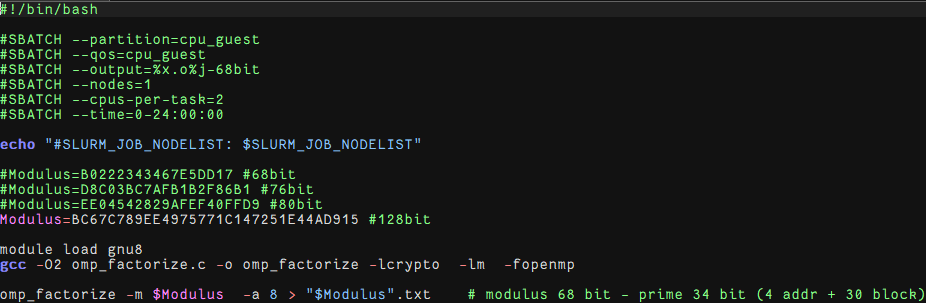 #!/bin/bash
#SBATCH --partition=cpu_guest
#SBATCH --qos=cpu_guest
#SBATCH --output=%x.o%j-68bit
#SBATCH --nodes=1
#SBATCH --cpus-per-task=2
#SBATCH --time=0-24:00:00
echo "#SLURM_JOB_NODELIST: $SLURM_JOB_NODELIST"
#Modulus=B0222343467E5DD17 #68bit
#Modulus=D8C03BC7AFB1B2F86B1 #76bit
#Modulus=EE04542829AFEF40FFD9 #80bit
Modulus=BC67C789EE4975771C147251E44AD915 #128bit
module load gnu8
gcc -O2 omp_factorize.c -o omp_factorize -lcrypto  -lm  -fopenmp
omp_factorize -m $Modulus  -a 8 > "$Modulus".txt    # modulus 68 bit - prime 34 bit (4 addr + 30 block)